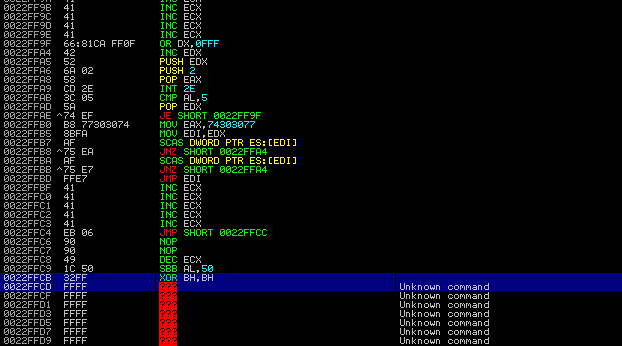 0022FF9B 41 INC ECX
0022FF9C 41 INC ECX
0022FF9D 41 INC ECX
0022FF9E 41 INC ECX
0022FF9F 66:81CA FF0F OR DX,0FFF
0022FFA4 42 INC EDX
0022FFA5 52 PUSH EDX
0022FFA6 6A 02 PUSH 2
0022FFA8 58 POP EAX
0022FFA9 CD 2E INT 2E
0022FFAB 3C 05 CMP AL,5
0022FFAD 5A POP EDX
0022FFAE ^74 EF JE SHORT 0022FF9F
0022FFB0 B8 77303074 MOV EAX,74303077
0022FFB5 8BFA MOV EDI,EDX
0022FFB7 AF SCAS DWORD PTR ES:[EDI]
0022FFB8 ^75 EA JNZ SHORT 0022FFA4
0022FFBA AF SCAS DWORD PTR ES:[EDI]
0022FFBB ^75 E7 JNZ SHORT 0022FFA4
0022FFBD FFE7 JMP EDI
0022FFBF 41 INC ECX
0022FFC0 41 INC ECX
0022FFC1 41 INC ECX
0022FFC2 41 INC ECX
0022FFC3 41 INC ECX
0022FFC4 EB 06 JMP SHORT 0022FFCC
0022FFC6 90 NOP
0022FFC7 90 NOP
0022FFC8 49 DEC ECX
0022FFC9 1C 50 SBB AL,50
0022FFCB 32FF XOR BH,BH
0022FFCD FFFF ??? Unknown command
0022FFCF FFFF ??? Unknown command
0022FFD1 FFFF ??? Unknown command
0022FFD3 FFFF ??? Unknown command
0022FFD5 FFFF ??? Unknown command
0022FFD7 FFFF ??? Unknown command
0022FFD9 FFFF ??? Unknown command